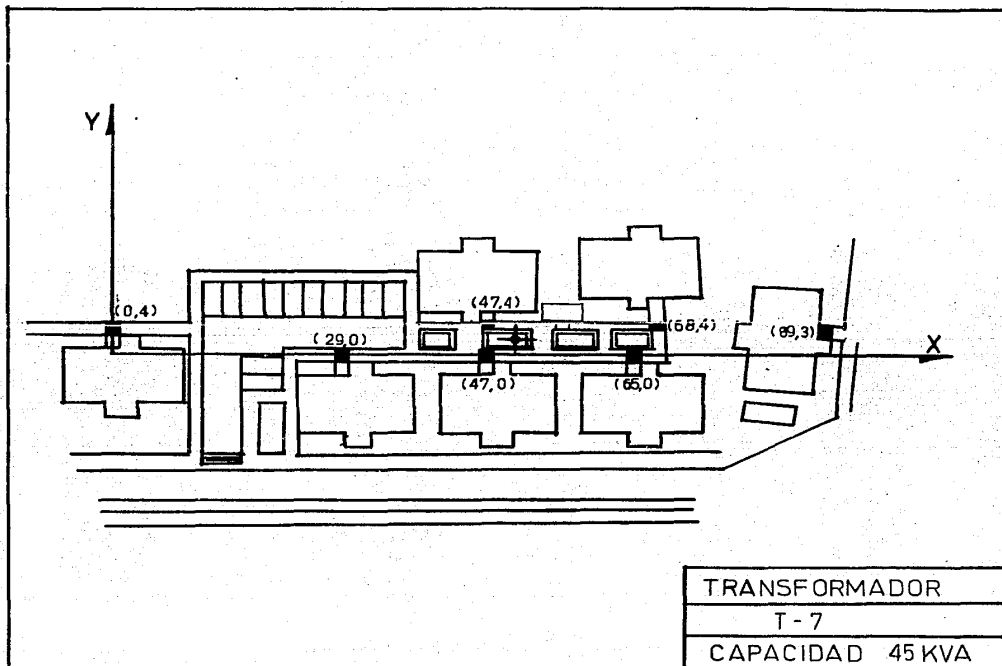 Y
(0,4)
(47,4)
(29,0)
(68,4)
(89,3)
X
(47,0)
(65,0)
TRANSFORMADOR
T-7
CAPACIDAD 45 KVA